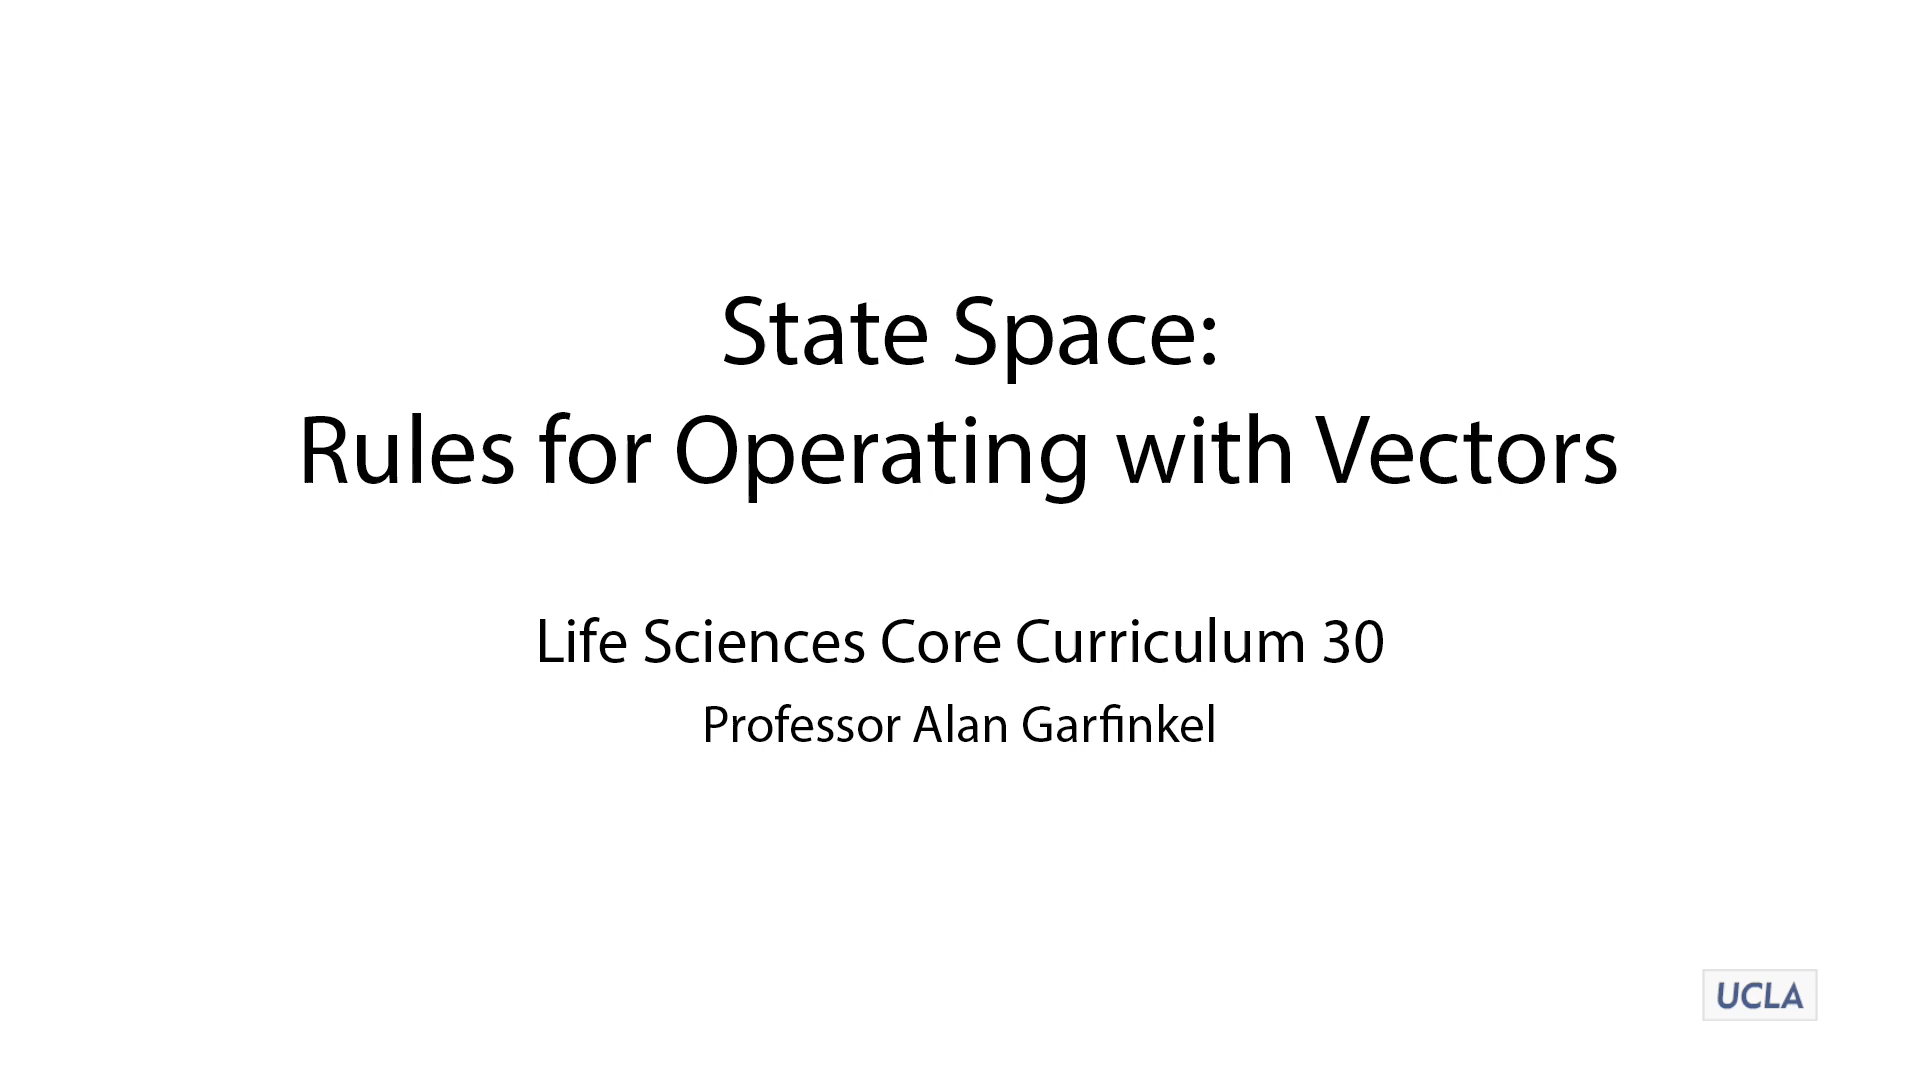 State Space:
Rules for Operating with Vectors
Life Sciences Core Curriculum 30
Professor Alan Garfinkel
UCLA